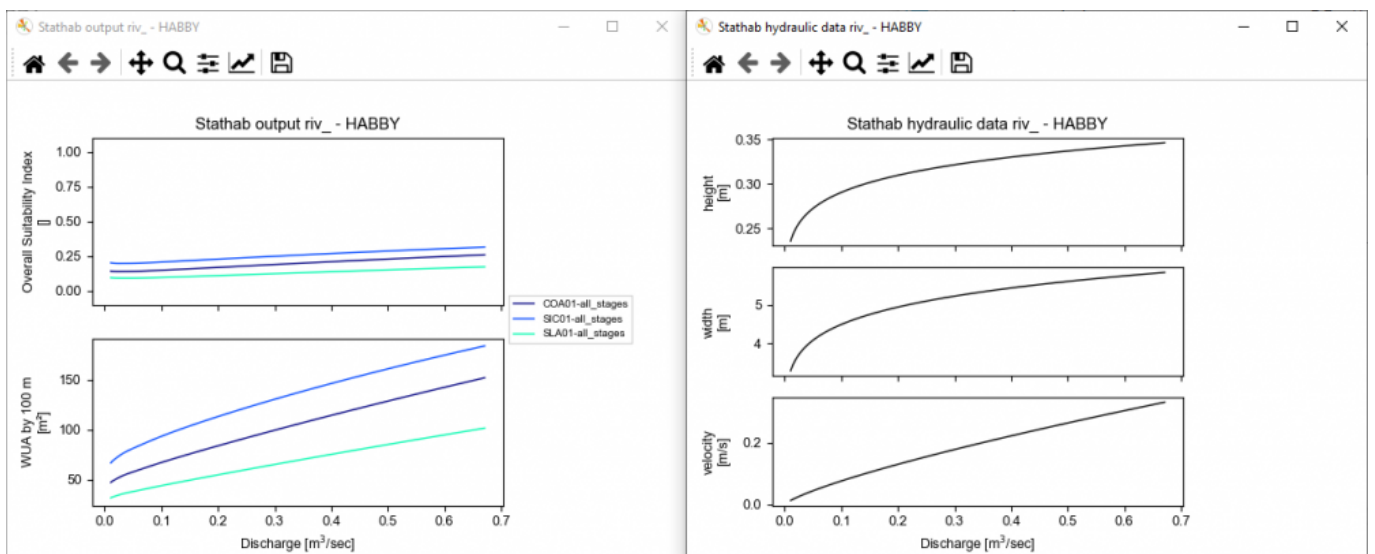 Stathab output riv_ - HABBY
Stathab output riv_ - HABBY
Overall Suitability Index
[]
1.00
0.75
0.50
0.25
0.00
COA01-all_stages
SIC01-all_stages
SLA01-all_stages
WUA by 100 m
[m²]
150
100
50
0.0 0.1 0.2 0.3 0.4 0.5 0.6 0.7
Discharge [m³/sec]
Stathab hydraulic data riv_ - HABBY
Stathab hydraulic data riv_ - HABBY
height
[m]
0.35
0.30
0.25
width
[m]
5
4
velocity
[m/s]
0.2
0.0
0.0 0.1 0.2 0.3 0.4 0.5 0.6 0.7
Discharge [m³/sec]